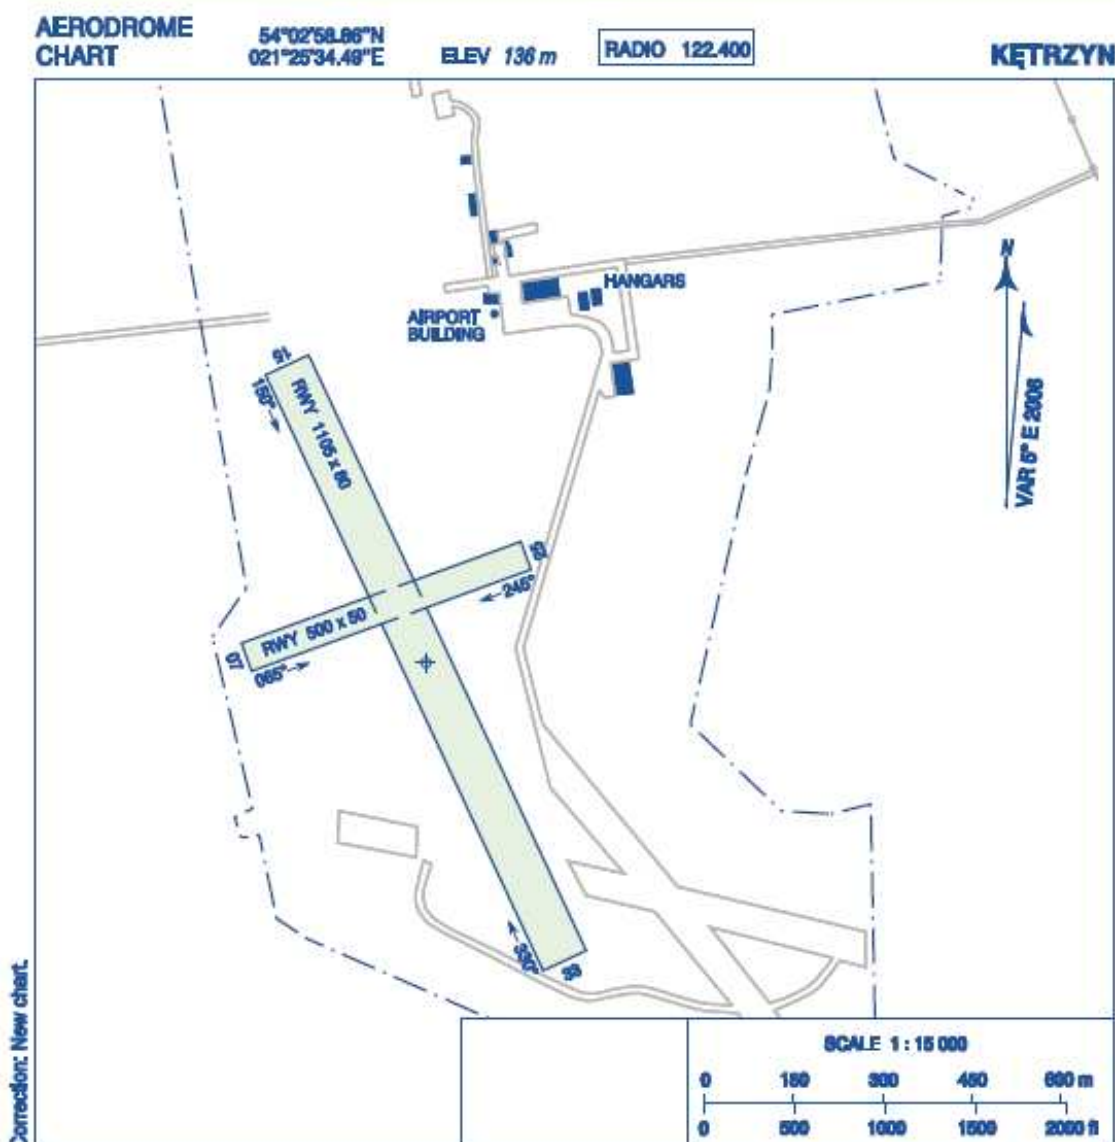 AERODROME
CHART
54°02'58.86"N
021°25'34.49"E
ELEV 136 m
RADIO 122.400
KĘTRZYN
N
HANGARS
AIRPORT
BUILDING
15
150°
RWY 1105 x 80
VAR 5° E 2006
25
245°
RWY 500 x 50
07
065°
330°
33
Correction: New chart.
SCALE 1 : 15 000
0 150 300 450 600 m
0 500 1000 1500 2000 ft